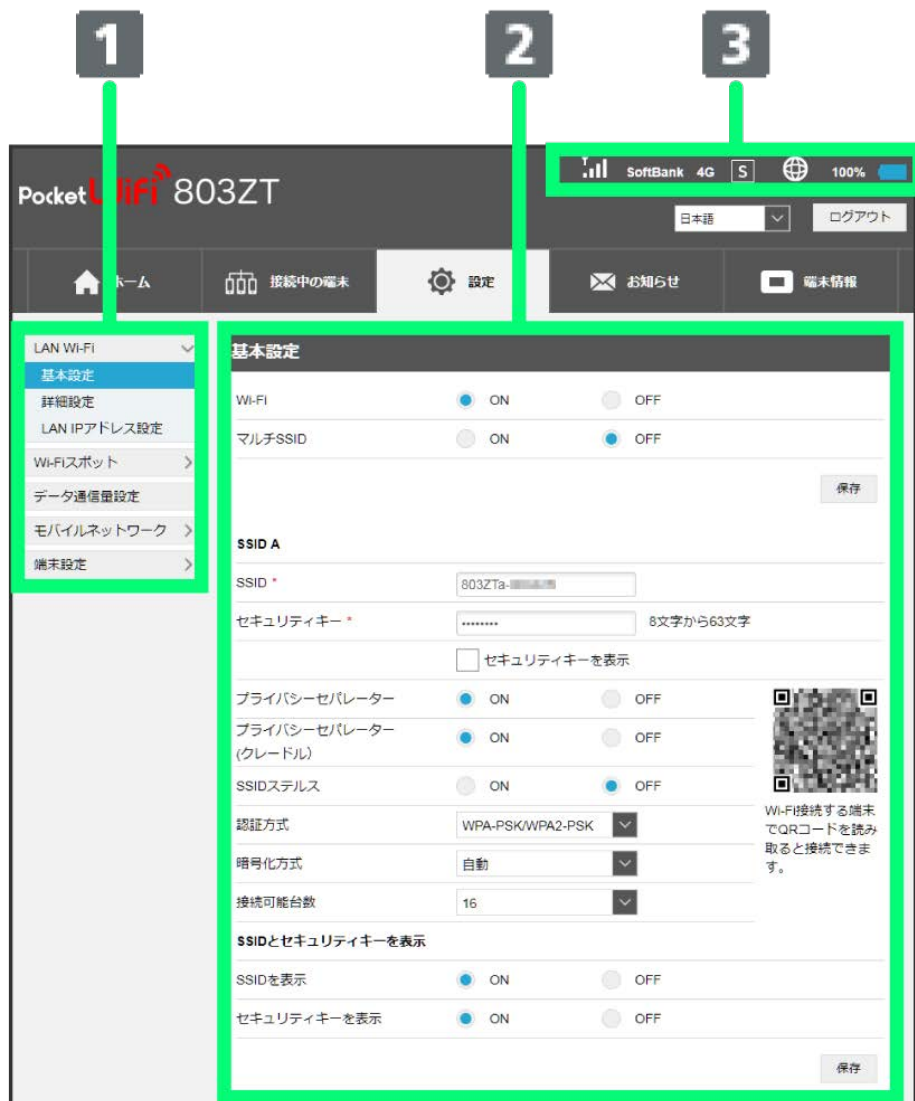 1
2
3
SoftBank 4G S 100%
Pocket WiFi 803ZT
日本語
ログアウト
ホーム
接続中の端末
設定
お知らせ
端末情報
LAN Wi-Fi
基本設定
詳細設定
LAN IPアドレス設定
Wi-Fiスポット
データ通信量設定
モバイルネットワーク
端末設定
基本設定
Wi-Fi ON OFF
マルチSSID ON OFF
保存
SSID A
SSID * 803ZTa-
セキュリティキー * •••••••• 8文字から63文字
セキュリティキーを表示
プライバシーセパレーター ON OFF
プライバシーセパレーター
(クレードル) ON OFF
SSIDステルス ON OFF
認証方式 WPA-PSK/WPA2-PSK
暗号化方式 自動
接続可能台数 16
Wi-Fi接続する端末
でQRコードを読み
取ると接続できま
す。
SSIDとセキュリティキーを表示
SSIDを表示 ON OFF
セキュリティキーを表示 ON OFF
保存